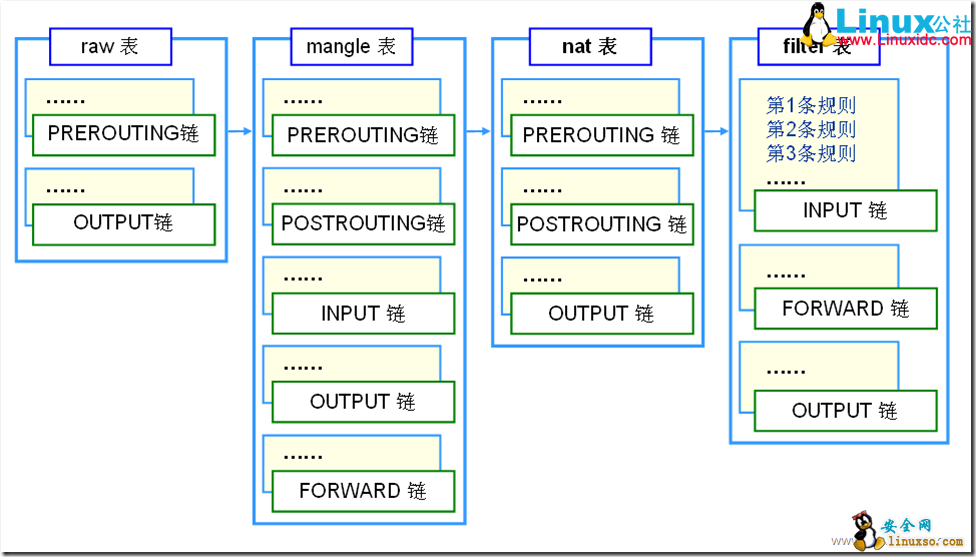 raw 表
......
PREROUTING链
......
OUTPUT链
mangle 表
......
PREROUTING链
......
POSTROUTING链
......
INPUT 链
......
OUTPUT 链
......
FORWARD 链
nat 表
......
PREROUTING 链
......
POSTROUTING 链
......
OUTPUT 链
filter 表
第1条规则
第2条规则
第3条规则
......
INPUT 链
......
FORWARD 链
......
OUTPUT 链
Linux公社
www.Linuxidc.com
安全网
linuxso.com